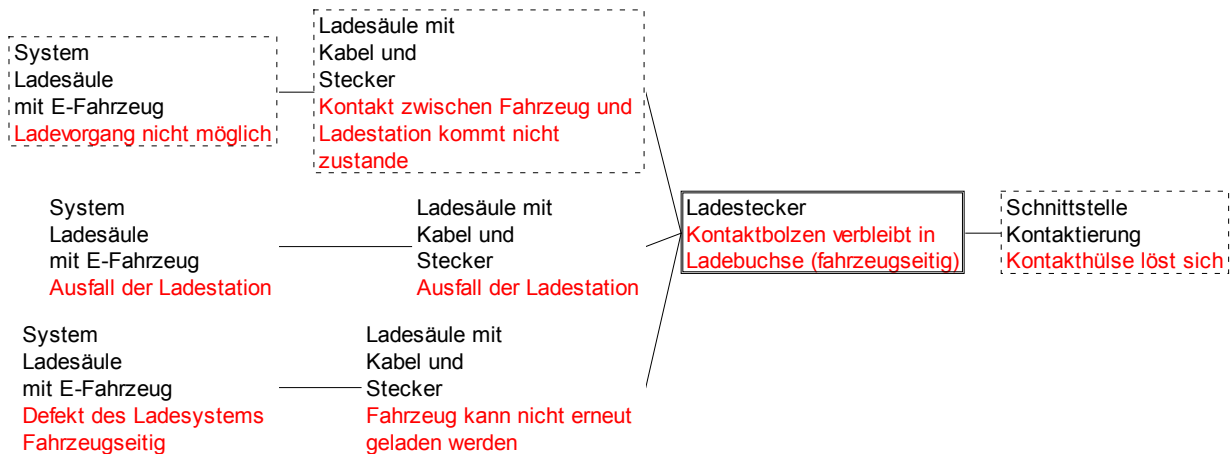 System
Ladesäule
mit E-Fahrzeug
Ladevorgang nicht möglich
Ladesäule mit
Kabel und
Stecker
Kontakt zwischen Fahrzeug und
Ladestation kommt nicht
zustande
System
Ladesäule
mit E-Fahrzeug
Ausfall der Ladestation
Ladesäule mit
Kabel und
Stecker
Ausfall der Ladestation
System
Ladesäule
mit E-Fahrzeug
Defekt des Ladesystems
Fahrzeugseitig
Ladesäule mit
Kabel und
Stecker
Fahrzeug kann nicht erneut
geladen werden
Ladestecker
Kontaktbolzen verbleibt in
Ladebuchse (fahrzeugseitig)
Schnittstelle
Kontaktierung
Kontakthülse löst sich